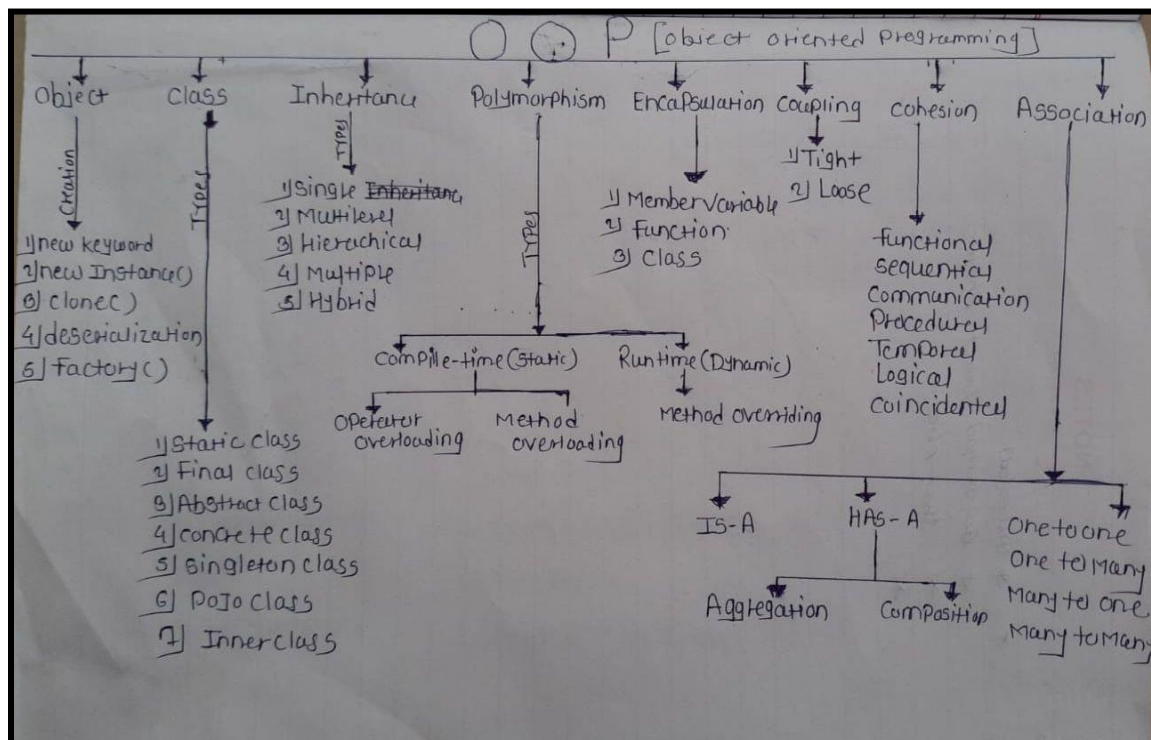 OOP [Object Oriented Programming]
Object
Creation
1) new keyword
2) new Instance()
3) Clone()
4) deserialization
5) Factory()
Class
Types
1) Static class
2) Final class
3) Abstract class
4) Concrete class
5) Singleton class
6) POJO class
7) Inner class
Inheritance
Types
1) Single Inheritance
2) Multilevel
3) Hierachical
4) Multiple
5) Hybrid
Polymorphism
Types
Compille-time (Static)
Operator
overloading
Method
overloading
Runtime (Dynamic)
Method overriding
Encapsulation
1) Member Variable
2) Function
3) Class
Coupling
1) Tight
2) Loose
Cohesion
Functional
Sequential
Communication
Procedural
Temporal
Logical
Coincidental
Association
IS-A
HAS-A
Aggregation
Composition
One to one
One to Many
Many to one
Many to Many